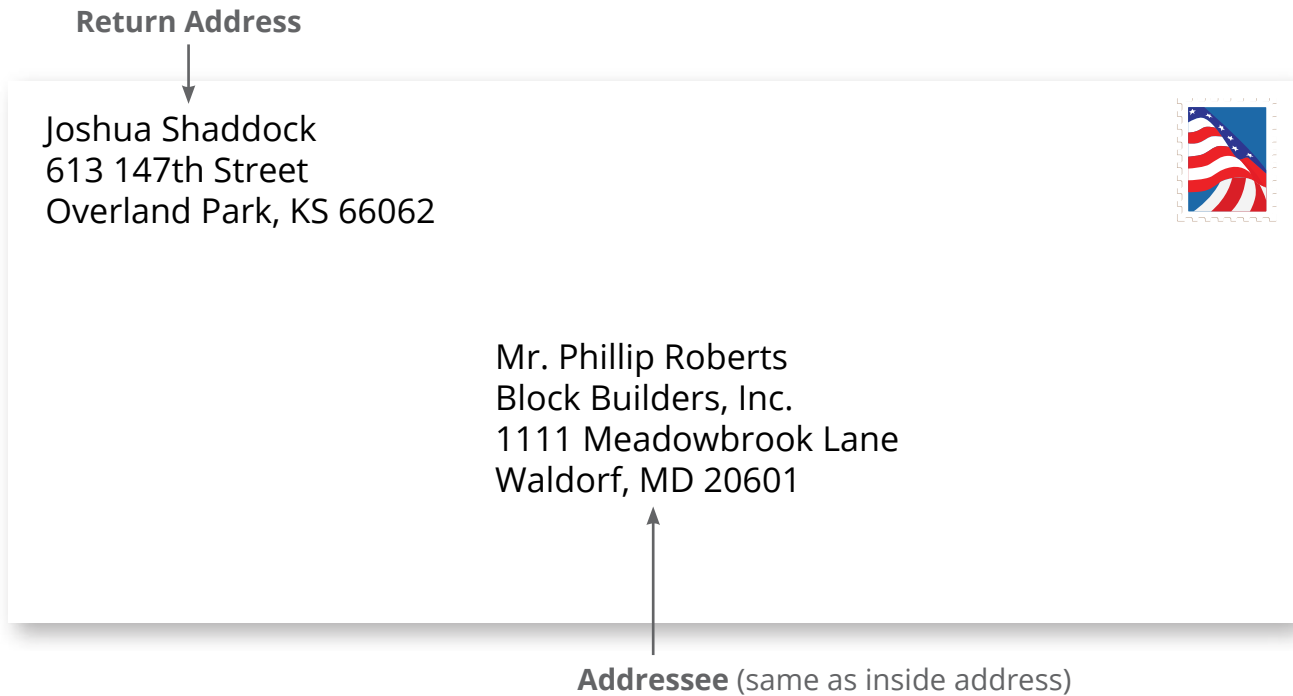 Return Address
Joshua Shaddock
613 147th Street
Overland Park, KS 66062
Mr. Phillip Roberts
Block Builders, Inc.
1111 Meadowbrook Lane
Waldorf, MD 20601
Addressee (same as inside address)